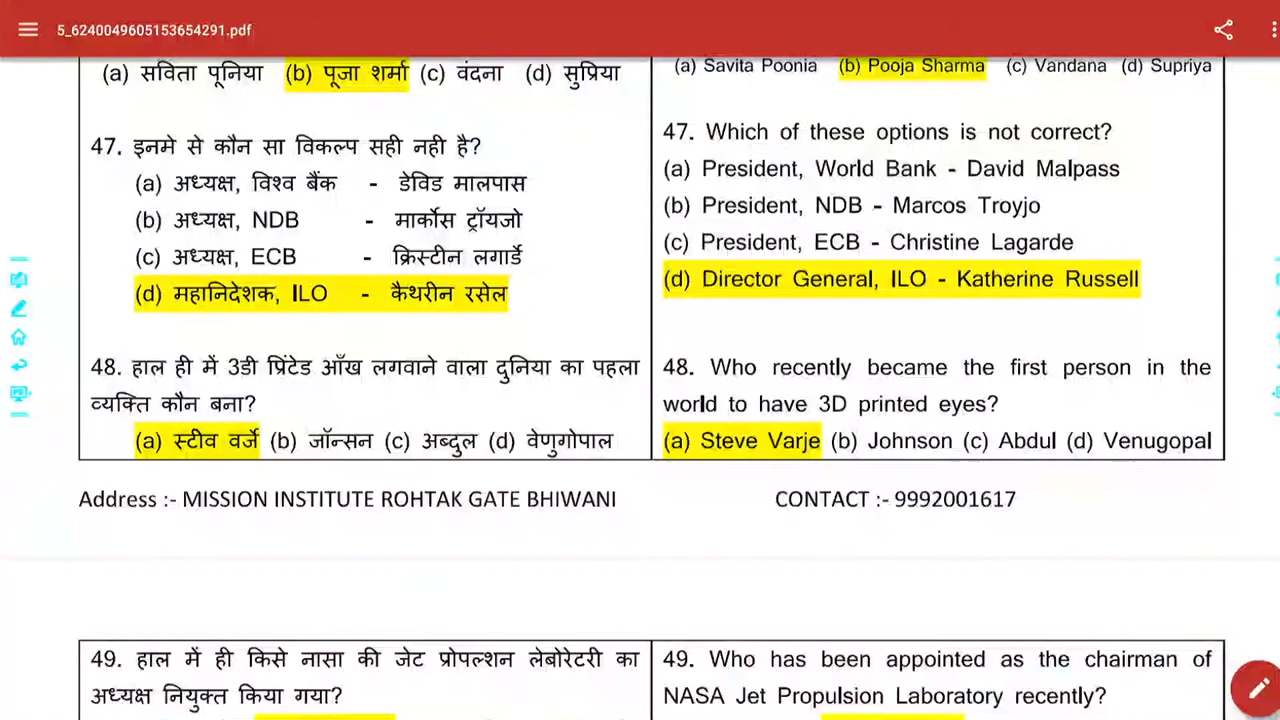 5_6240049605153654291.pdf
(a) सविता पूनिया (b) पूजा शर्मा (c) वंदना (d) सुप्रिया
47. इनमे से कौन सा विकल्प सही नही है?
(a) अध्यक्ष, विश्व बैंक - डेविड मालपास
(b) अध्यक्ष, NDB - मार्कोस ट्रॉयजो
(c) अध्यक्ष, ECB - क्रिस्टीन लगार्डे
(d) महानिदेशक, ILO - कैथरीन रसेल
48. हाल ही में 3डी प्रिंटेड आँख लगवाने वाला दुनिया का पहला
व्यक्ति कौन बना?
(a) स्टीव वर्जे (b) जॉन्सन (c) अब्दुल (d) वेणुगोपाल
(a) Savita Poonia (b) Pooja Sharma (c) Vandana (d) Supriya
47. Which of these options is not correct?
(a) President, World Bank - David Malpass
(b) President, NDB - Marcos Troyjo
(c) President, ECB - Christine Lagarde
(d) Director General, ILO - Katherine Russell
48. Who recently became the first person in the
world to have 3D printed eyes?
(a) Steve Varje (b) Johnson (c) Abdul (d) Venugopal
Address :- MISSION INSTITUTE ROHTAK GATE BHIWANI CONTACT :- 9992001617
49. हाल में ही किसे नासा की जेट प्रोपल्शन लेबोरेटरी का
अध्यक्ष नियुक्त किया गया?
49. Who has been appointed as the chairman of
NASA Jet Propulsion Laboratory recently?